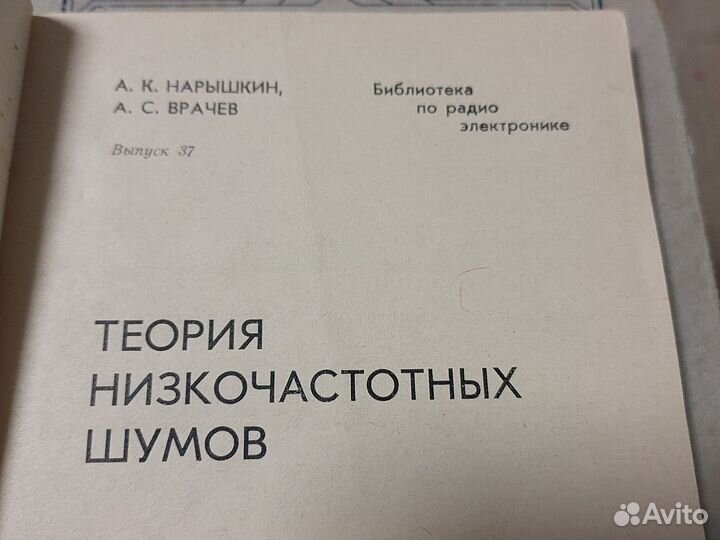 А. К. НАРЫШКИН,
А. С. ВРАЧЕВ
Выпуск 37
Библиотека
по радио
электронике
ТЕОРИЯ
НИЗКОЧАСТОТНЫХ
ШУМОВ
Avito